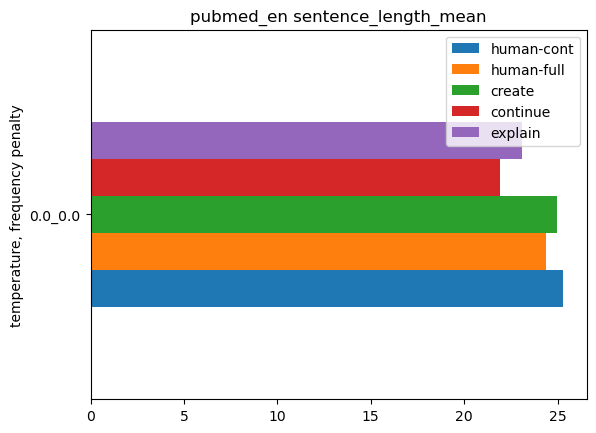 pubmed_en sentence_length_mean
human-cont
human-full
create
continue
explain
temperature, frequency penalty
0.0_0.0
0 5 10 15 20 25